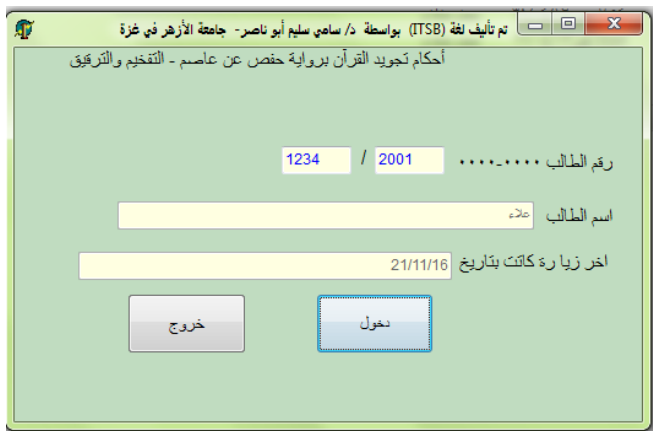 تم تأليف لغة (ITSB) بواسطة د/ سامي سليم أبو ناصر- جامعة الأزهر في غزة
أحكام تجويد القرآن برواية حفص عن عاصم - التفخيم والترقيق
رقم الطالب ٠٠٠٠-٠٠٠٠ 2001 / 1234
اسم الطالب علاء
اخر زيا رة كانت بتاريخ 21/11/16
دخول خروج